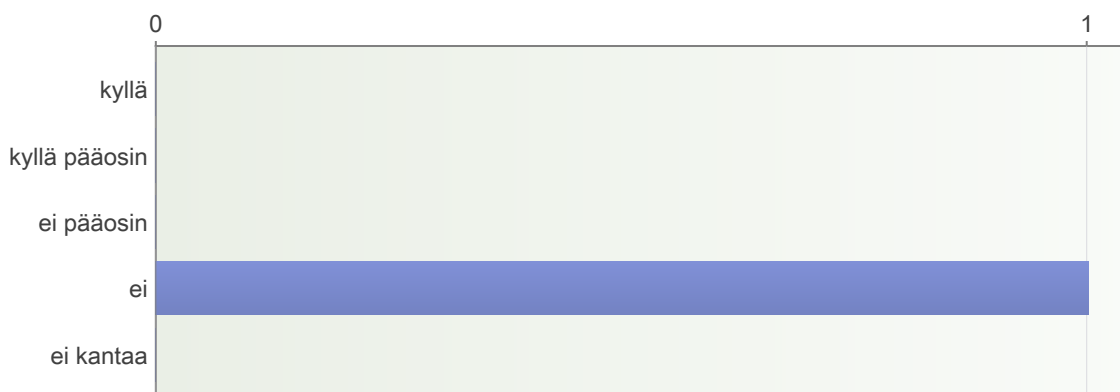 0 1
kyllä
kyllä pääosin
ei pääosin
ei
ei kantaa